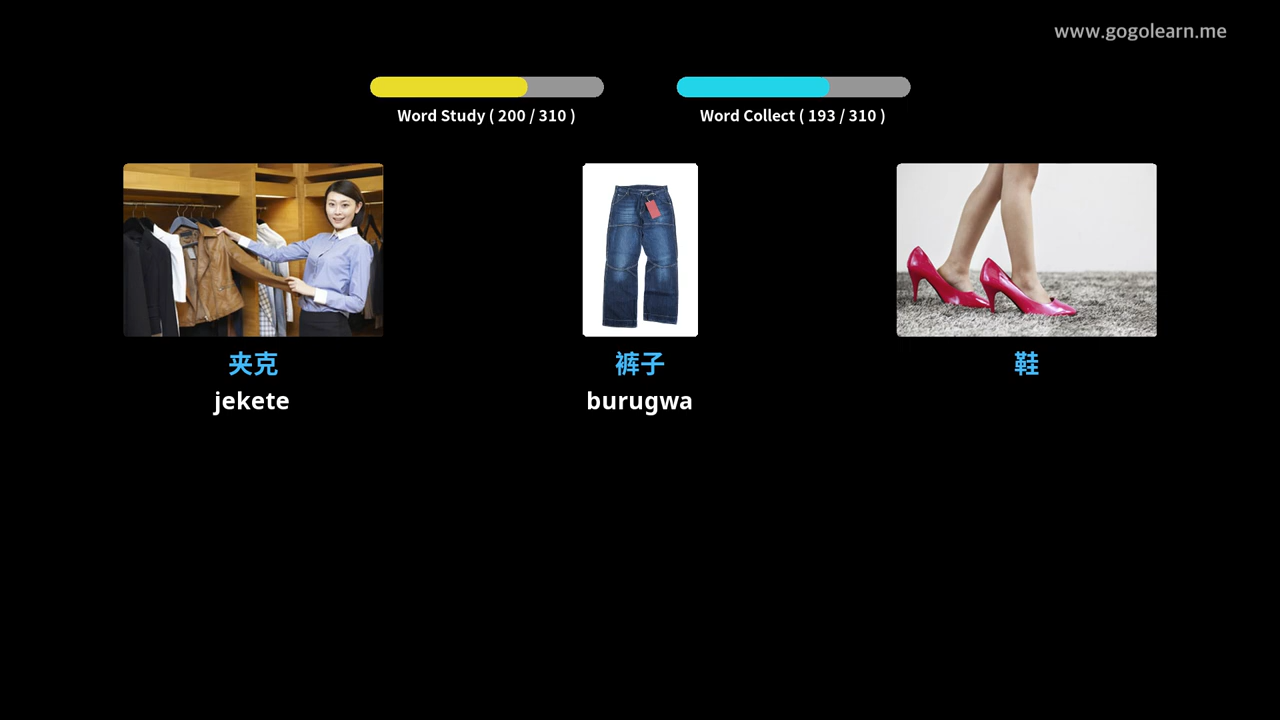 www.gogolearn.me
Word Study ( 200 / 310 )
Word Collect ( 193 / 310 )
夹克
裤子
鞋
jekete
burugwa